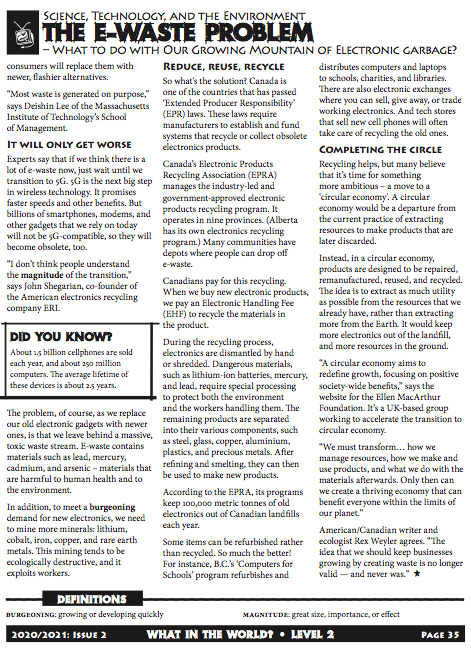 Science, Technology, and the Environment
The E-Waste Problem
– What to do with Our Growing Mountain of Electronic garbage?
consumers will replace them with
newer, flashier alternatives.
“Most waste is generated on purpose,”
says Deishin Lee of the Massachusetts
Institute of Technology’s School
of Management.
It will only get worse
Experts say that if we think there is a
lot of e-waste now, just wait until we
transition to 5G. 5G is the next big step
in wireless technology. It promises
faster speeds and other benefits. But
billions of smartphones, modems, and
other gadgets that we rely on today
will not be 5G-compatible, so they will
become obsolete, too.
“I don’t think people understand
the magnitude of the transition,”
says John Shegarian, co-founder of
the American electronics recycling
company ERI.
Did you know?
About 1.5 billion cellphones are sold
each year, and about 250 million
computers. The average lifetime of
these devices is about 2.5 years.
The problem, of course, as we replace
our old electronic gadgets with newer
ones, is that we leave behind a massive,
toxic waste stream. E-waste contains
materials such as lead, mercury,
cadmium, and arsenic – materials that
are harmful to human health and to
the environment.
In addition, to meet a burgeoning
demand for new electronics, we need
to mine more minerals: lithium,
cobalt, iron, copper, and rare earth
metals. This mining tends to be
ecologically destructive, and it
exploits workers.
Reduce, reuse, recycle
So what’s the solution? Canada is
one of the countries that has passed
‘Extended Producer Responsibility’
(EPR) laws. These laws require
manufacturers to establish and fund
systems that recycle or collect obsolete
electronics products.
Canada’s Electronic Products
Recycling Association (EPRA)
manages the industry-led and
government-approved electronic
products recycling program. It
operates in nine provinces. (Alberta
has its own electronics recycling
program.) Many communities have
depots where people can drop off
e-waste.
Canadians pay for this recycling.
When we buy new electronic products,
we pay an Electronic Handling Fee
(EHF) to recycle the materials in
the product.
During the recycling process,
electronics are dismantled by hand
or shredded. Dangerous materials,
such as lithium-ion batteries, mercury,
and lead, require special processing
to protect both the environment
and the workers handling them. The
remaining products are separated
into their various components, such
as steel, glass, copper, aluminum,
plastics, and precious metals. After
refining and smelting, they can then
be used to make new products.
According to the EPRA, its programs
keep 100,000 metric tonnes of old
electronics out of Canadian landfills
each year.
Some items can be refurbished rather
than recycled. So much the better!
For instance, B.C.’s ‘Computers for
Schools’ program refurbishes and
distributes computers and laptops
to schools, charities, and libraries.
There are also electronic exchanges
where you can sell, give away, or trade
working electronics. And tech stores
that sell new cell phones will often
take care of recycling the old ones.
Completing the circle
Recycling helps, but many believe
that it’s time for something
more ambitious – a move to a
‘circular economy’. A circular
economy would be a departure from
the current practice of extracting
resources to make products that are
later discarded.
Instead, in a circular economy,
products are designed to be repaired,
remanufactured, reused, and recycled.
The idea is to extract as much utility
as possible from the resources that we
already have, rather than extracting
more from the Earth. It would keep
more electronics out of the landfill,
and more resources in the ground.
“A circular economy aims to
redefine growth, focusing on positive
society-wide benefits,” says the
website for the Ellen MacArthur
Foundation. It’s a UK-based group
working to accelerate the transition to
circular economy.
“We must transform… how we
manage resources, how we make and
use products, and what we do with the
materials afterwards. Only then can
we create a thriving economy that can
benefit everyone within the limits of
our planet.”
American/Canadian writer and
ecologist Rex Weyler agrees. “The
idea that we should keep businesses
growing by creating waste is no longer
valid — and never was.” ★
Definitions
burgeoning: growing or developing quickly
magnitude: great size, importance, or effect
2020/2021: Issue 2
What in the World? • Level 2
Page 35